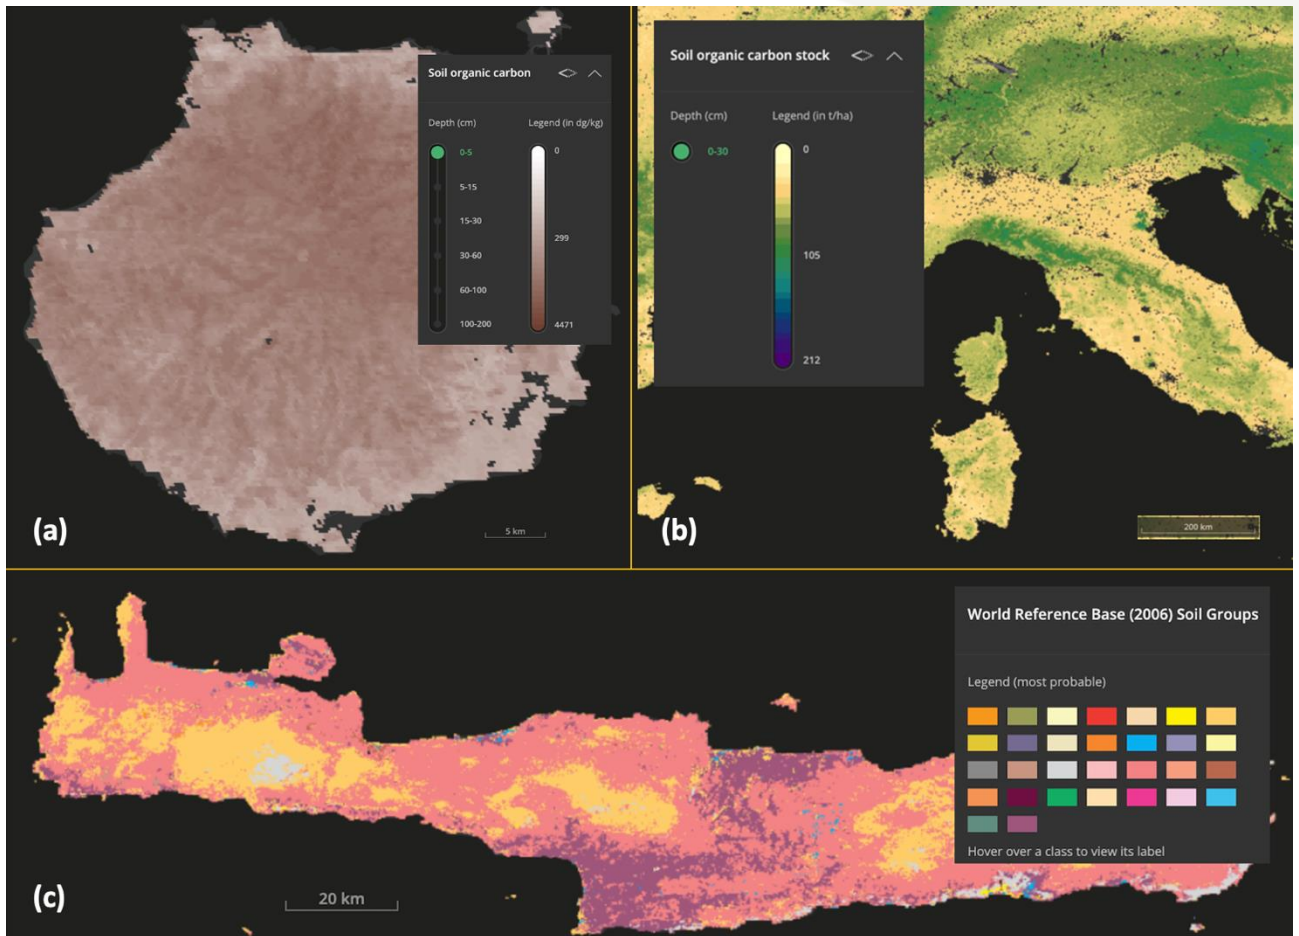 Soil organic carbon
Depth (cm)
Legend (in dg/kg)
0-5
0
5-15
15-30
299
30-60
60-100
100-200
4471
5 km
(a)
Soil organic carbon stock
Depth (cm)
Legend (in t/ha)
0-30
0
105
212
200 km
(b)
World Reference Base (2006) Soil Groups
Legend (most probable)
Hover over a class to view its label
20 km
(c)